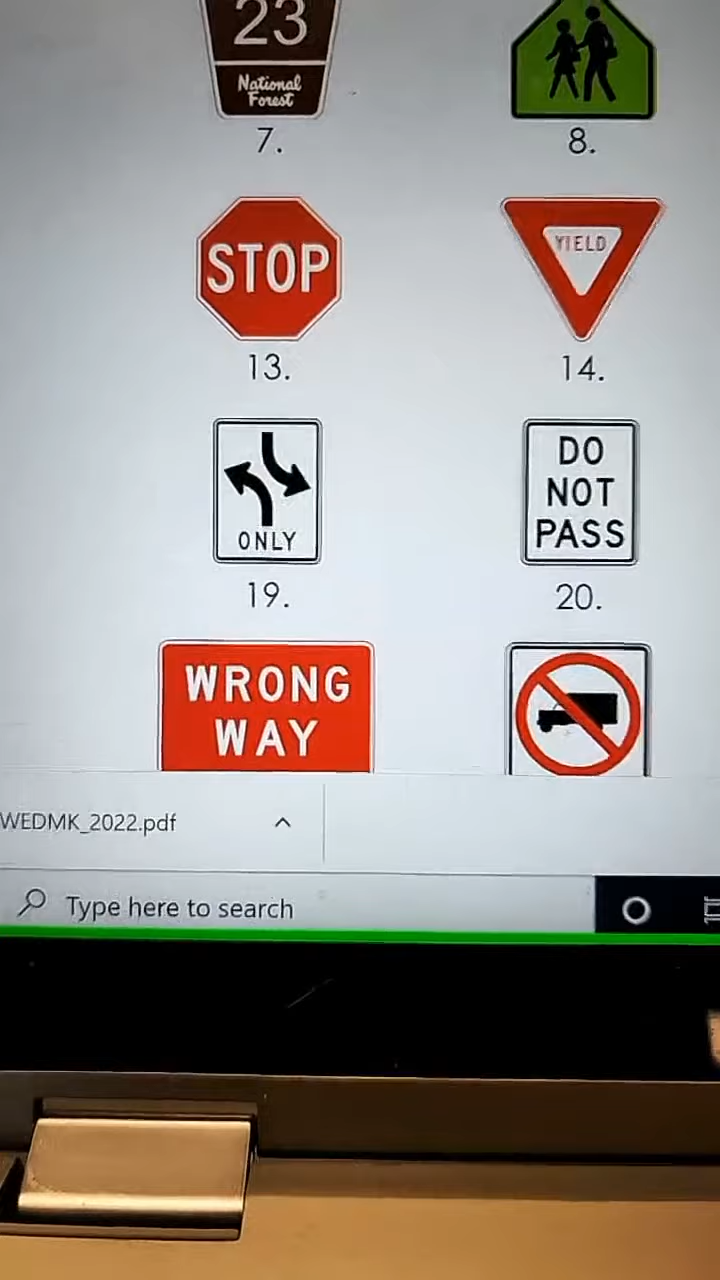 23
National
Forest
7.
8.
STOP
YIELD
13.
14.
ONLY
DO
NOT
PASS
19.
20.
WRONG
WAY
WEDMK_2022.pdf
Type here to search